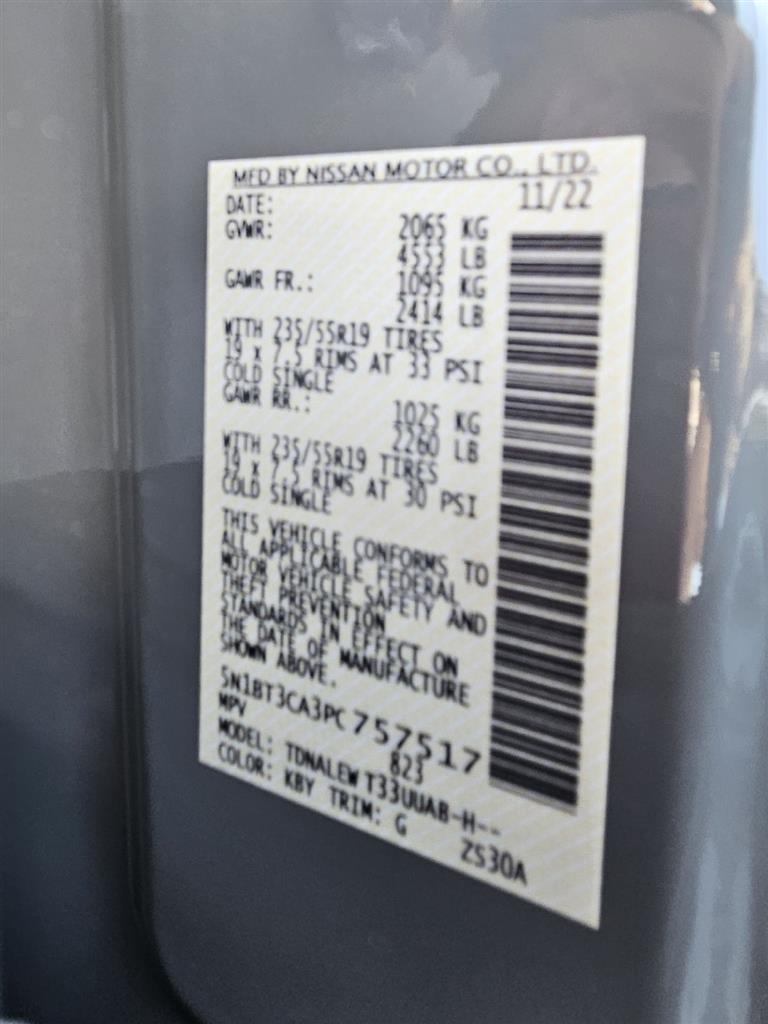 MFD BY NISSAN MOTOR CO., LTD.
DATE: 11/22
GVWR: 2065 KG
4553 LB
GAWR FR.: 1095 KG
2414 LB
WITH 235/55R19 TIRES
19 x 7.5 RIMS AT 33 PSI
COLD SINGLE
GAWR RR.: 1025 KG
2260 LB
WITH 235/55R19 TIRES
19 x 7.5 RIMS AT 30 PSI
COLD SINGLE
THIS VEHICLE CONFORMS TO
ALL APPLICABLE FEDERAL
MOTOR VEHICLE SAFETY AND
THEFT PREVENTION
STANDARDS IN EFFECT ON
THE DATE OF MANUFACTURE
SHOWN ABOVE.
5N1BT3CA3PC757517
MPV 823
MODEL: TDNALEW T33UUAB-H--
COLOR: KBY TRIM: G ZS30A